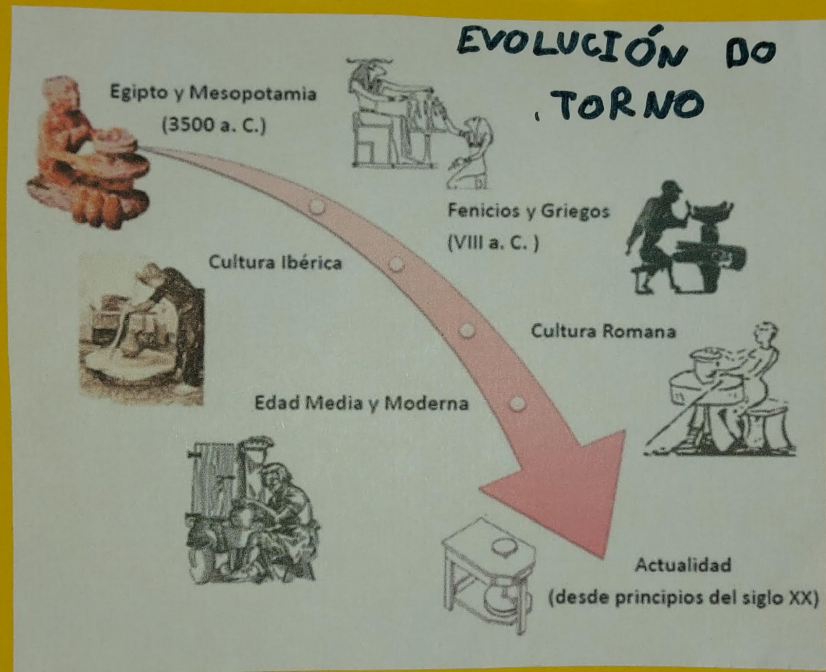 EVOLUCIÓN DO
TORNO
Egipto y Mesopotamia
(3500 a. C.)
Fenicios y Griegos
(VIII a. C. )
Cultura Ibérica
Cultura Romana
Edad Media y Moderna
Actualidad
(desde principios del siglo XX)